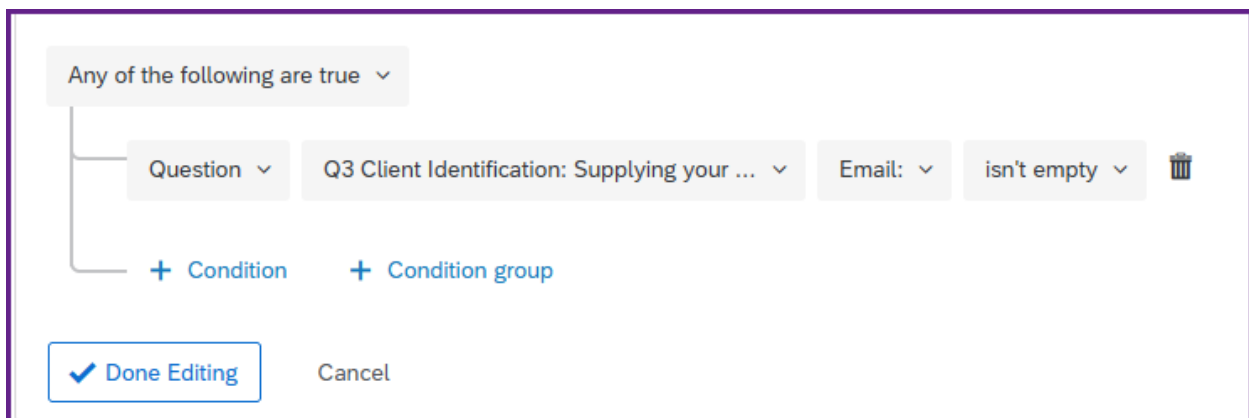 Any of the following are true
Question Q3 Client Identification: Supplying your ... Email: isn't empty
+ Condition + Condition group
Done Editing Cancel